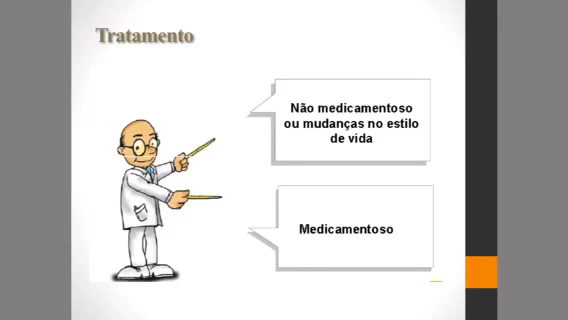 Tratamento
Não medicamentoso
ou mudanças no estilo
de vida
Medicamentoso